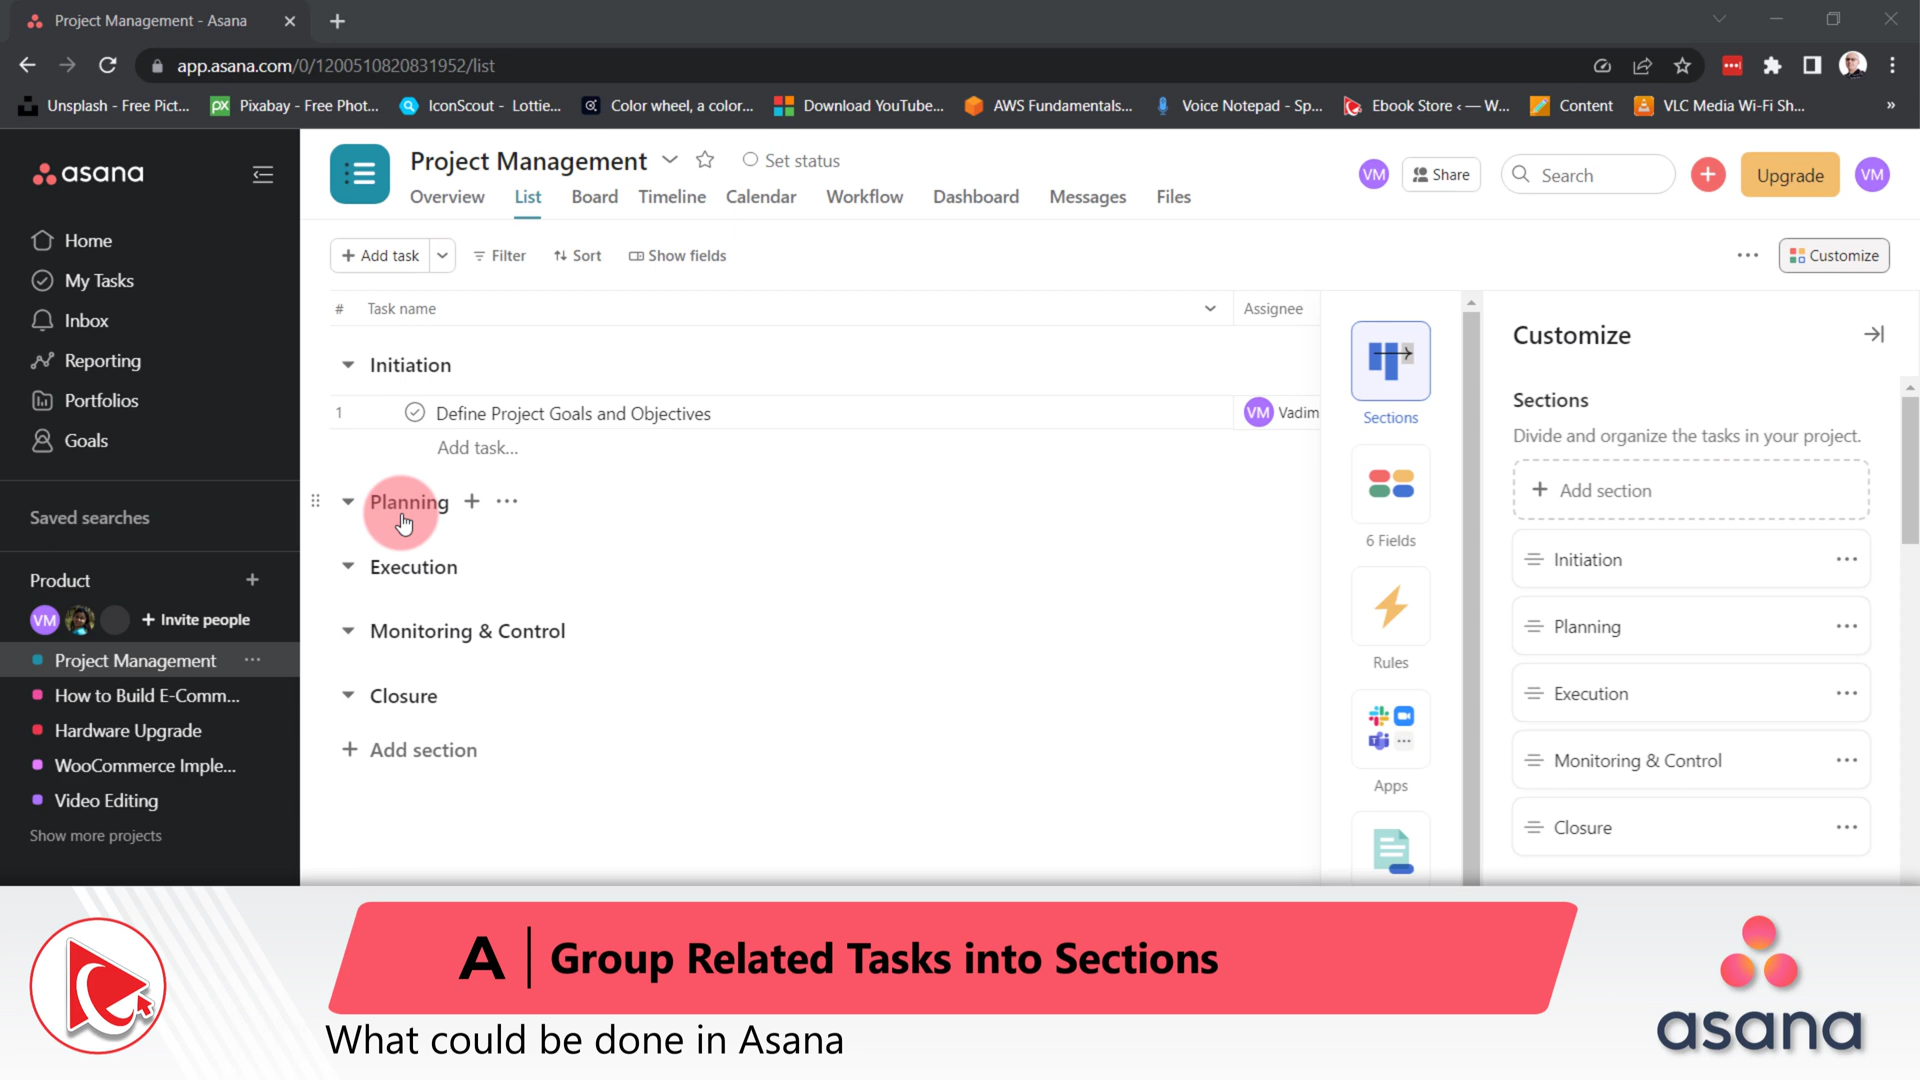 Project Management - Asana
app.asana.com/0/1200510820831952/list
Unsplash - Free Pict...
Pixabay - Free Phot...
IconScout - Lottie...
Color wheel, a color...
Download YouTube...
AWS Fundamentals...
Voice Notepad - Sp...
Ebook Store ‹ — W...
Content
VLC Media Wi-Fi Sh...
»
asana
Home
My Tasks
Inbox
Reporting
Portfolios
Goals
Saved searches
Product
VM
+ Invite people
Project Management
How to Build E-Comm...
Hardware Upgrade
WooCommerce Imple...
Video Editing
Show more projects
Project Management
Set status
Overview
List
Board
Timeline
Calendar
Workflow
Dashboard
Messages
Files
VM
Share
Search
Upgrade
VM
+ Add task
Filter
Sort
Show fields
Customize
# Task name
Assignee
Initiation
1 Define Project Goals and Objectives
VM Vadim
Add task...
Planning
Execution
Monitoring & Control
Closure
+ Add section
Sections
6 Fields
Rules
Apps
Customize
Sections
Divide and organize the tasks in your project.
+ Add section
Initiation
Planning
Execution
Monitoring & Control
Closure
A | Group Related Tasks into Sections
What could be done in Asana
asana